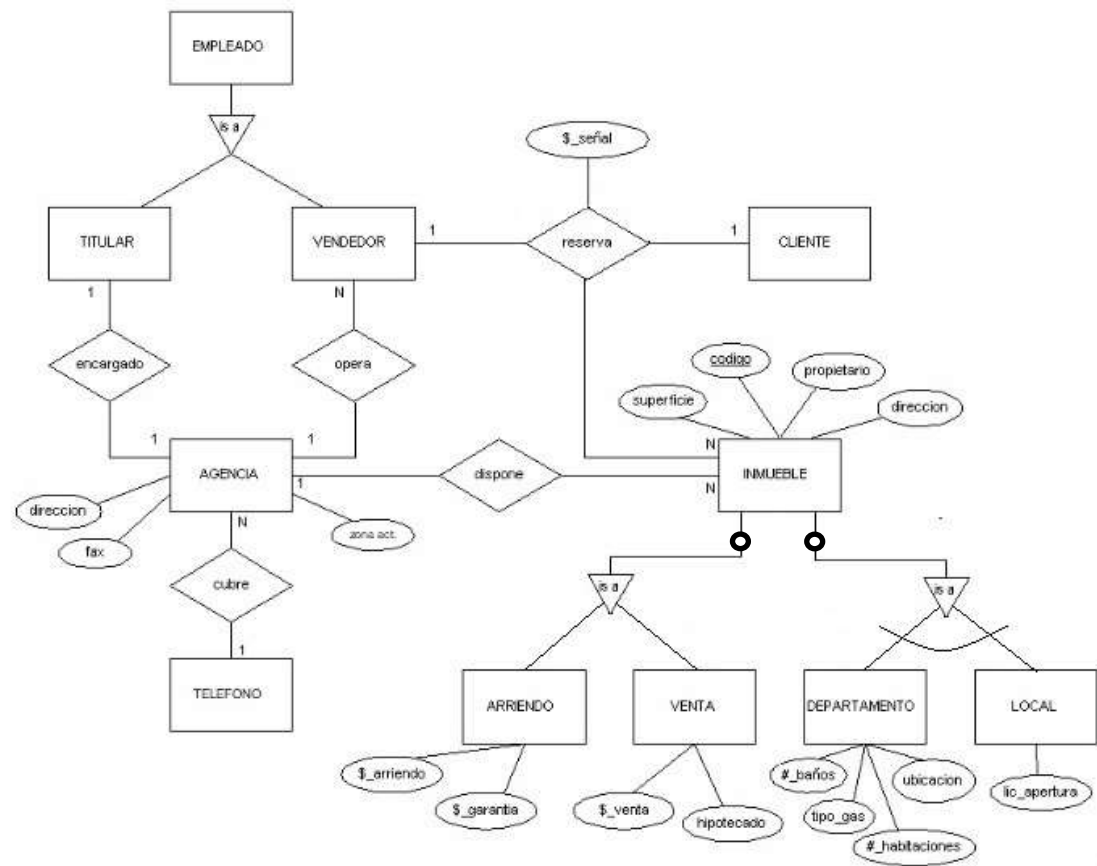 EMPLEADO
is a
$_señal
TITULAR
VENDEDOR
1
reserva
1
CLIENTE
1
N
N
encargado
opera
codigo
propietario
superficie
direccion
1
1
AGENCIA
1
dispone
N
INMUEBLE
direccion
fax
N
zona act.
cubre
1
TELEFONO
is a
is a
ARRIENDO
VENTA
DEPARTAMENTO
LOCAL
$_arriendo
$_garantia
$_venta
hipotecado
#_baños
ubicacion
tipo_gas
#_habitaciones
lic_apertura